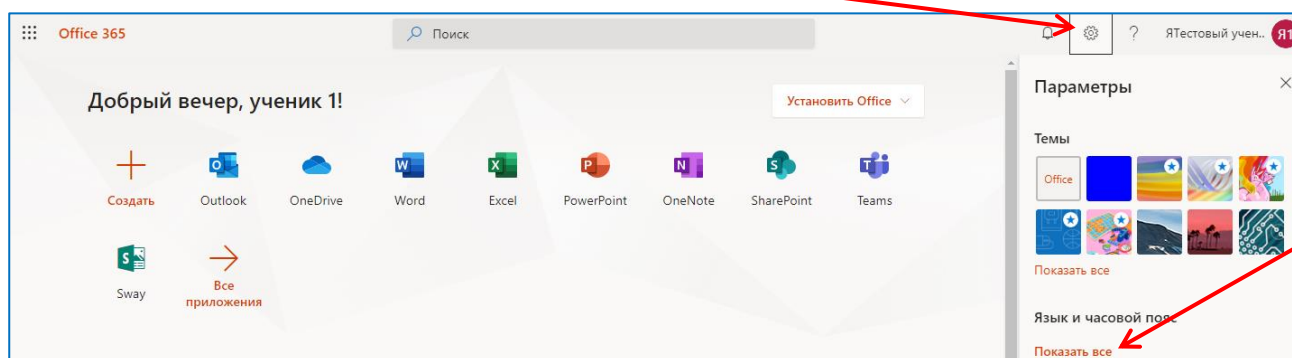 Office 365
Поиск
?
ЯТестовый учен..
Я1
Добрый вечер, ученик 1!
Установить Office
Создать
Outlook
OneDrive
Word
Excel
PowerPoint
OneNote
SharePoint
Teams
Sway
Все
приложения
Параметры
Темы
Office
Показать все
Язык и часовой пояс
Показать все